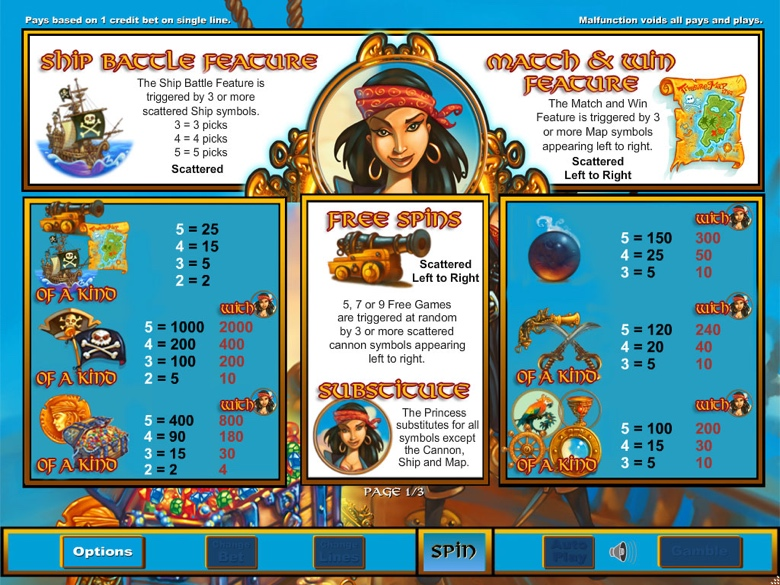 Pays based on 1 credit bet on single line.
Malfunction voids all pays and plays.
Ship Battle Feature
The Ship Battle Feature is
triggered by 3 or more
scattered Ship symbols.
3 = 3 picks
4 = 4 picks
5 = 5 picks
Scattered
Match & Win
Feature
The Match and Win
Feature is triggered by 3
or more Map symbols
appearing left to right.
Scattered
Left to Right
5 = 25
4 = 15
3 = 5
2 = 2
of a kind
with
5 = 1000 2000
4 = 200 400
3 = 100 200
2 = 5 10
of a kind
with
5 = 400 800
4 = 90 180
3 = 15 30
2 = 2 4
of a kind
Free Spins
Scattered
Left to Right
5, 7 or 9 Free Games
are triggered at random
by 3 or more scattered
cannon symbols appearing
left to right.
Substitute
The Princess
substitutes for all
symbols except
the Cannon,
Ship and Map.
with
5 = 150 300
4 = 25 50
3 = 5 10
with
5 = 120 240
4 = 20 40
3 = 5 10
of a kind
with
5 = 100 200
4 = 15 30
3 = 5 10
of a kind
Page 1/3
Options
Bet
Lines
Spin
Auto
Play
Gamble